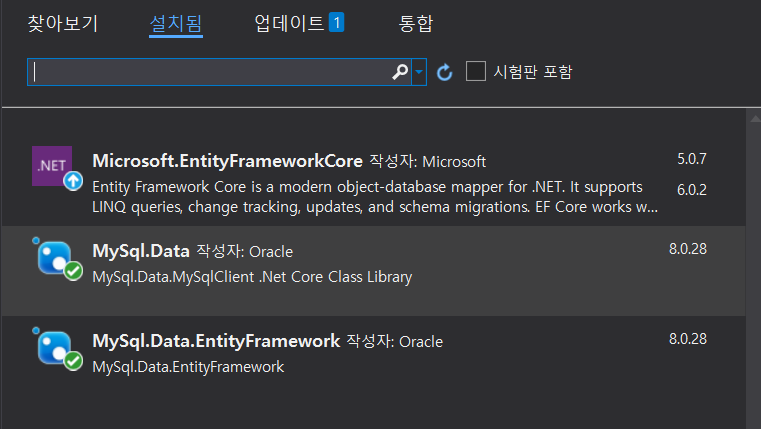 찾아보기 설치됨 업데이트 1 통합
시험판 포함
.NET
Microsoft.EntityFrameworkCore 작성자: Microsoft 5.0.7
Entity Framework Core is a modern object-database mapper for .NET. It supports 6.0.2
LINQ queries, change tracking, updates, and schema migrations. EF Core works w...
MySql.Data 작성자: Oracle 8.0.28
MySql.Data.MySqlClient .Net Core Class Library
MySql.Data.EntityFramework 작성자: Oracle 8.0.28
MySql.Data.EntityFramework